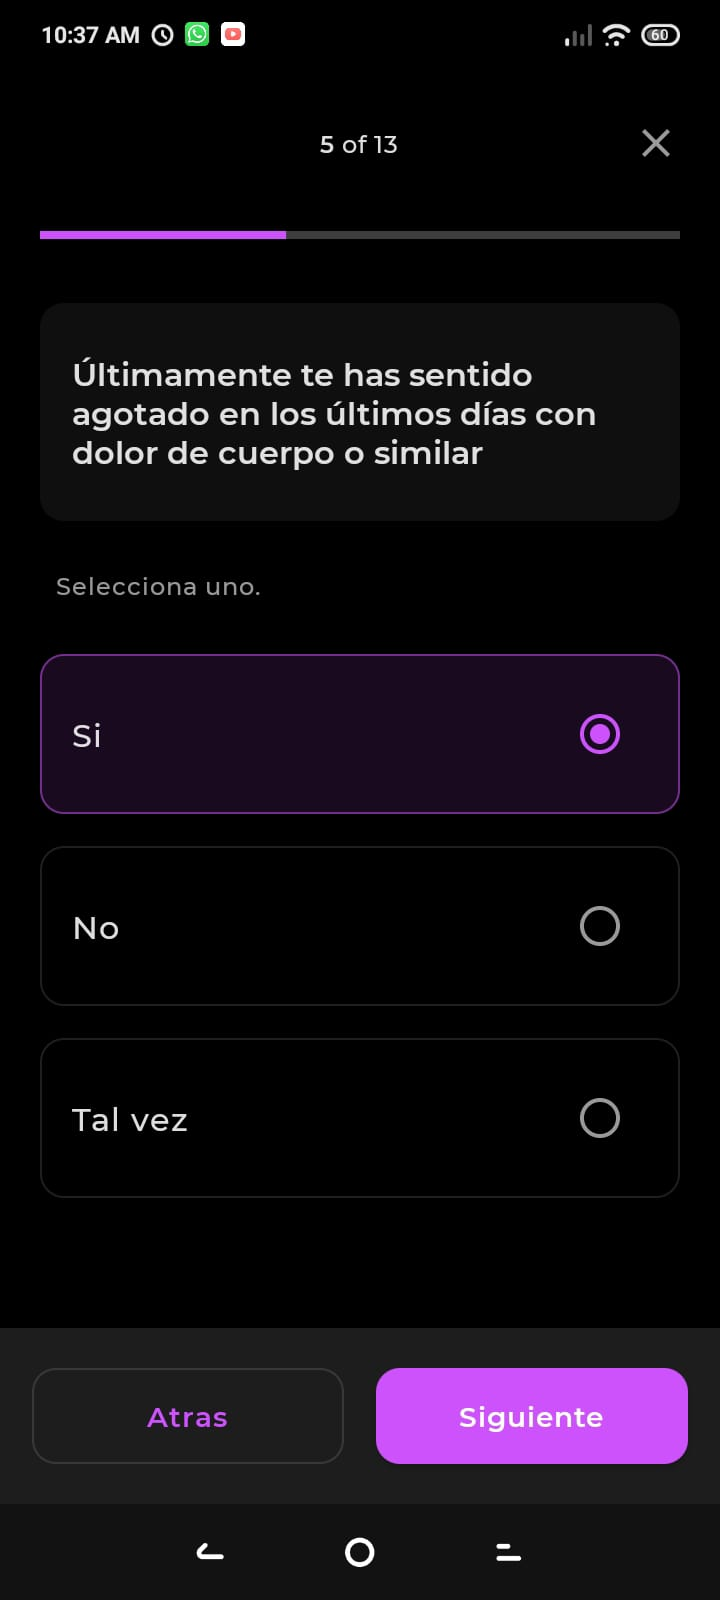 10:37 AM
60
5 of 13
Últimamente te has sentido
agotado en los últimos días con
dolor de cuerpo o similar
Selecciona uno.
Si
No
Tal vez
Atras
Siguiente